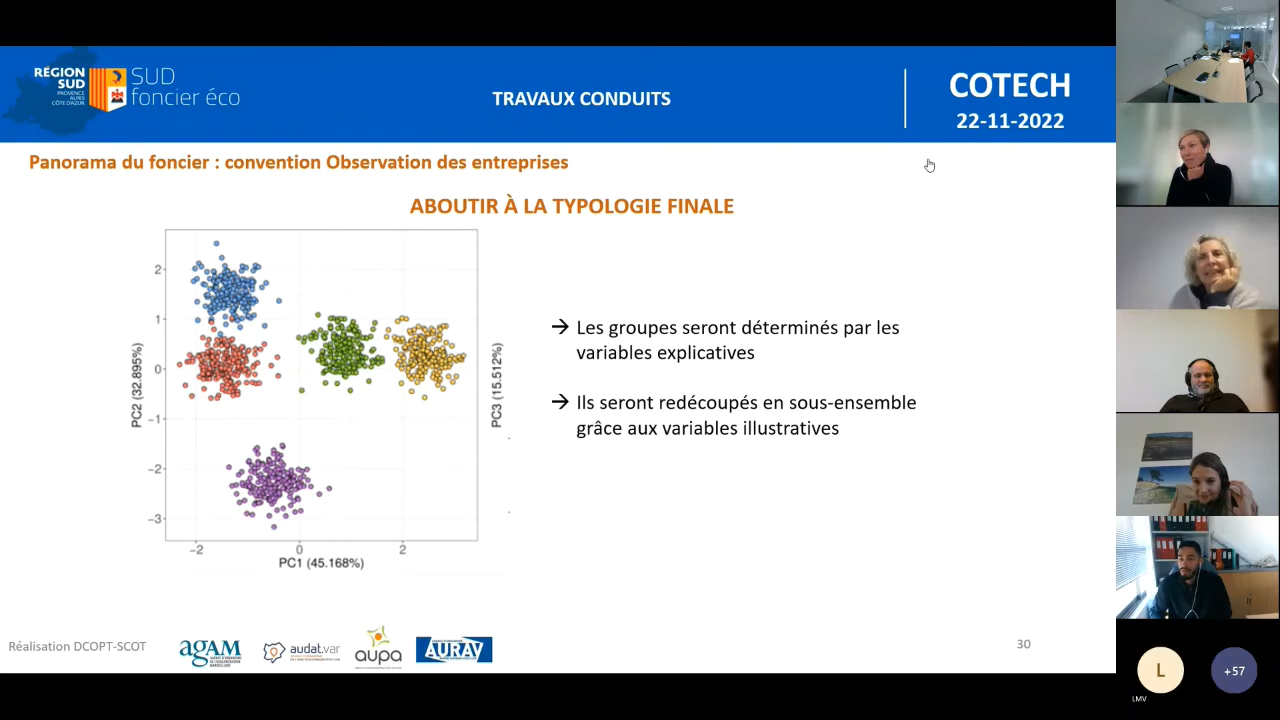 RÉGION
SUD
PROVENCE
ALPES
CÔTE D'AZUR
SUD
foncier éco
TRAVAUX CONDUITS
COTECH
22-11-2022
Panorama du foncier : convention Observation des entreprises
ABOUTIR À LA TYPOLOGIE FINALE
2
1
0
−1
−2
−3
PC2 (32.895%)
−2
0
2
PC1 (45.168%)
PC3 (15.512%)
→ Les groupes seront déterminés par les
variables explicatives
→ Ils seront redécoupés en sous-ensemble
grâce aux variables illustratives
Réalisation DCOPT-SCOT
agam
audat.var
aupa
AURAV
30
L
LMV
+57